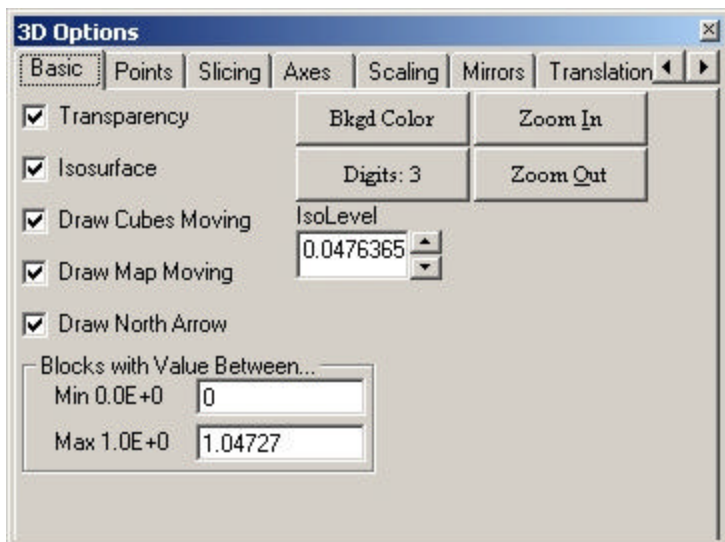 3D Options
Basic Points Slicing Axes Scaling Mirrors Translation
Transparency
Bkgd Color
Zoom In
Isosurface
Digits: 3
Zoom Out
Draw Cubes Moving
IsoLevel
0.0476365
Draw Map Moving
Draw North Arrow
Blocks with Value Between...
Min 0.0E+0 0
Max 1.0E+0 1.04727